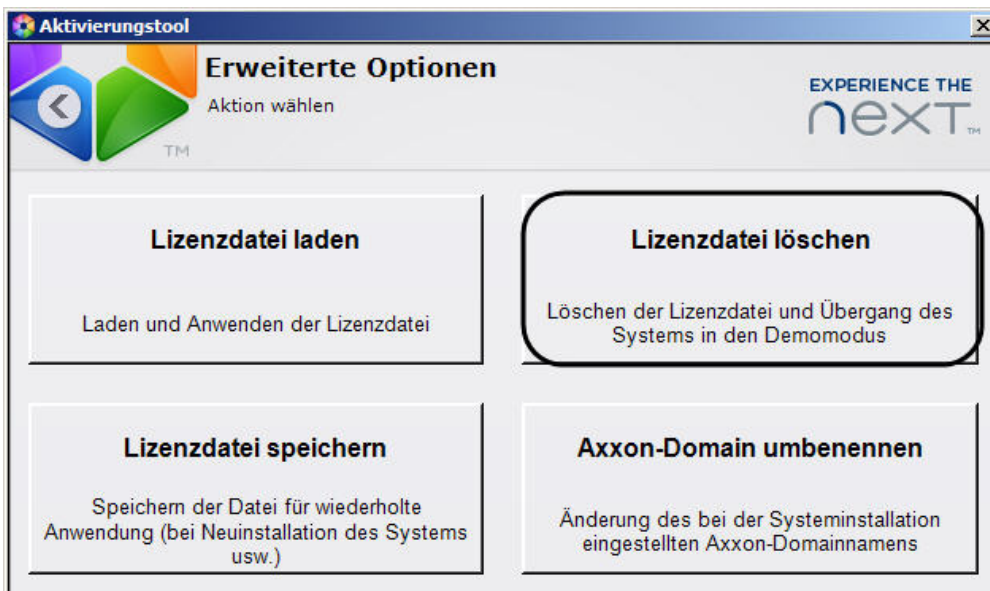 Aktivierungstool
Erweiterte Optionen
Aktion wählen
EXPERIENCE THE
next™
TM
Lizenzdatei laden
Laden und Anwenden der Lizenzdatei
Lizenzdatei löschen
Löschen der Lizenzdatei und Übergang des
Systems in den Demomodus
Lizenzdatei speichern
Speichern der Datei für wiederholte
Anwendung (bei Neuinstallation des Systems
usw.)
Axxon-Domain umbenennen
Änderung des bei der Systeminstallation
eingestellten Axxon-Domainnamens